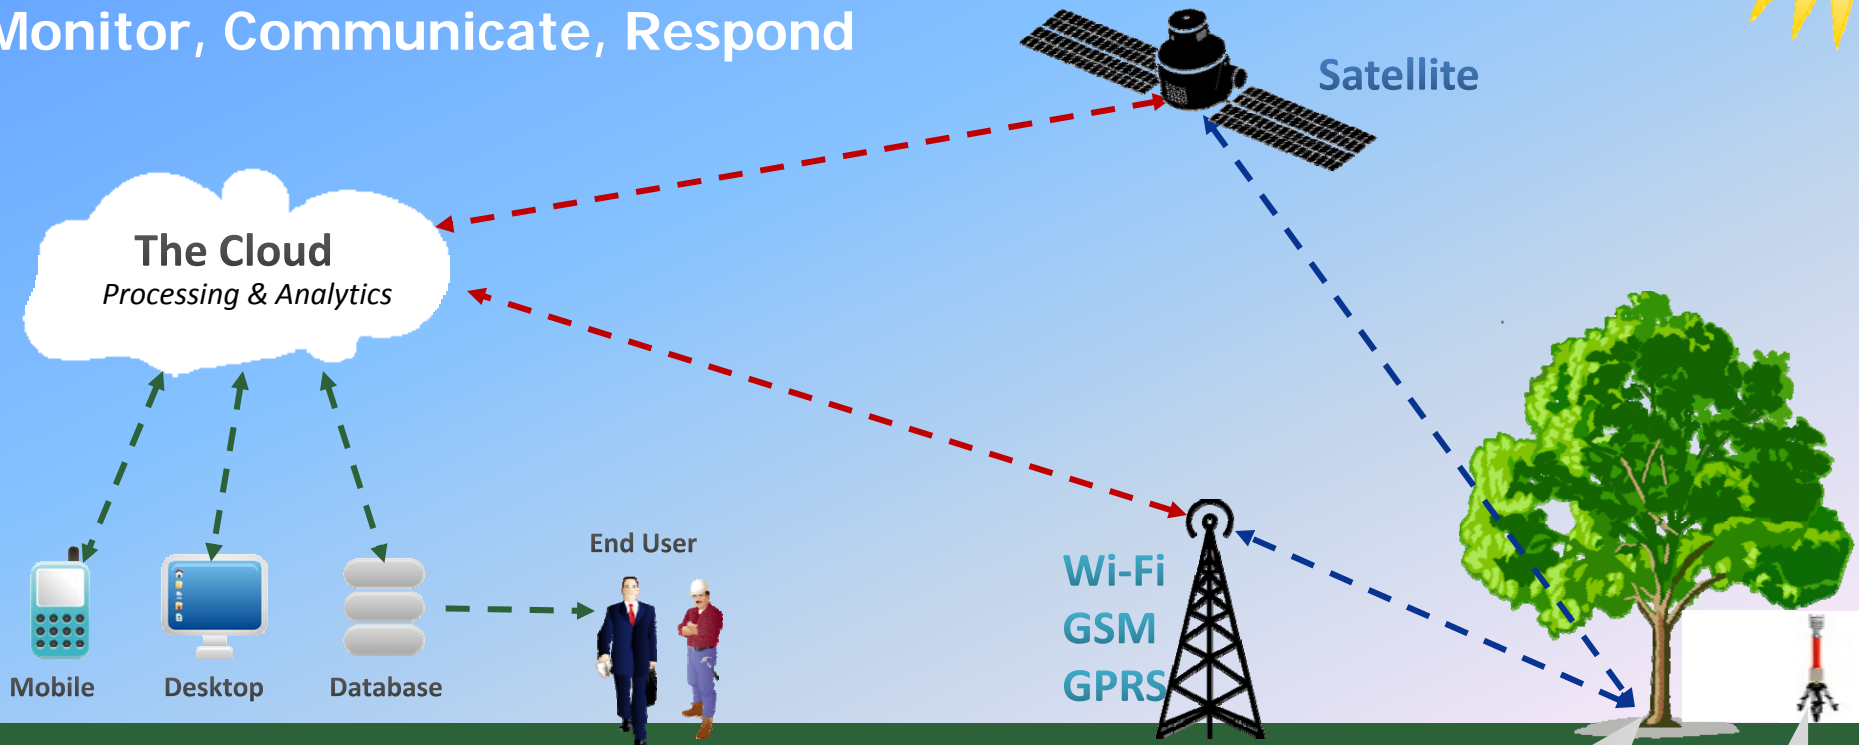 Monitor, Communicate, Respond
Satellite
The Cloud
Processing & Analytics
End User
Wi-Fi
GSM
GPRS
Mobile
Desktop
Database